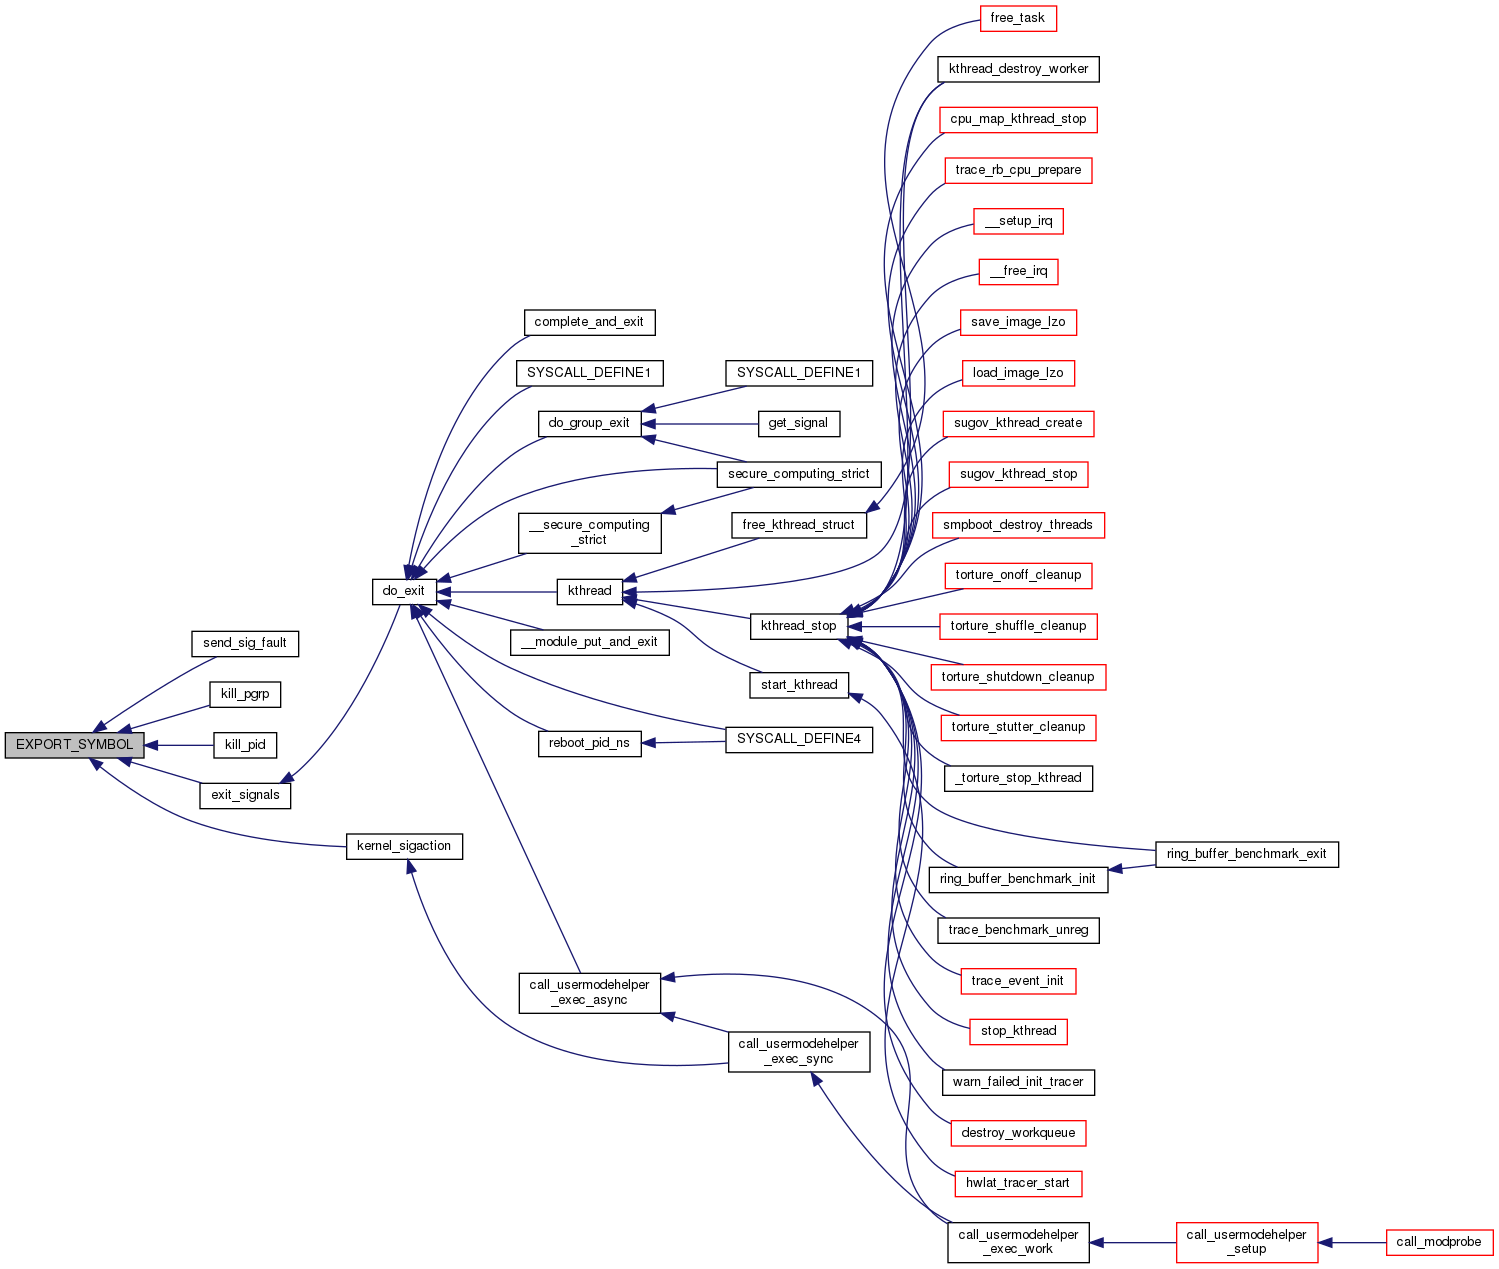 free_task
kthread_destroy_worker
cpu_map_kthread_stop
trace_rb_cpu_prepare
__setup_irq
__free_irq
save_image_lzo
load_image_lzo
sugov_kthread_create
sugov_kthread_stop
smpboot_destroy_threads
torture_onoff_cleanup
torture_shuffle_cleanup
torture_shutdown_cleanup
torture_stutter_cleanup
_torture_stop_kthread
ring_buffer_benchmark_exit
ring_buffer_benchmark_init
trace_benchmark_unreg
trace_event_init
stop_kthread
warn_failed_init_tracer
destroy_workqueue
hwlat_tracer_start
complete_and_exit
SYSCALL_DEFINE1
SYSCALL_DEFINE1
do_group_exit
get_signal
secure_computing_strict
__secure_computing
_strict
free_kthread_struct
do_exit
kthread
kthread_stop
__module_put_and_exit
start_kthread
reboot_pid_ns
SYSCALL_DEFINE4
send_sig_fault
kill_pgrp
EXPORT_SYMBOL
kill_pid
exit_signals
kernel_sigaction
call_usermodehelper
_exec_async
call_usermodehelper
_exec_sync
call_usermodehelper
_exec_work
call_usermodehelper
_setup
call_modprobe